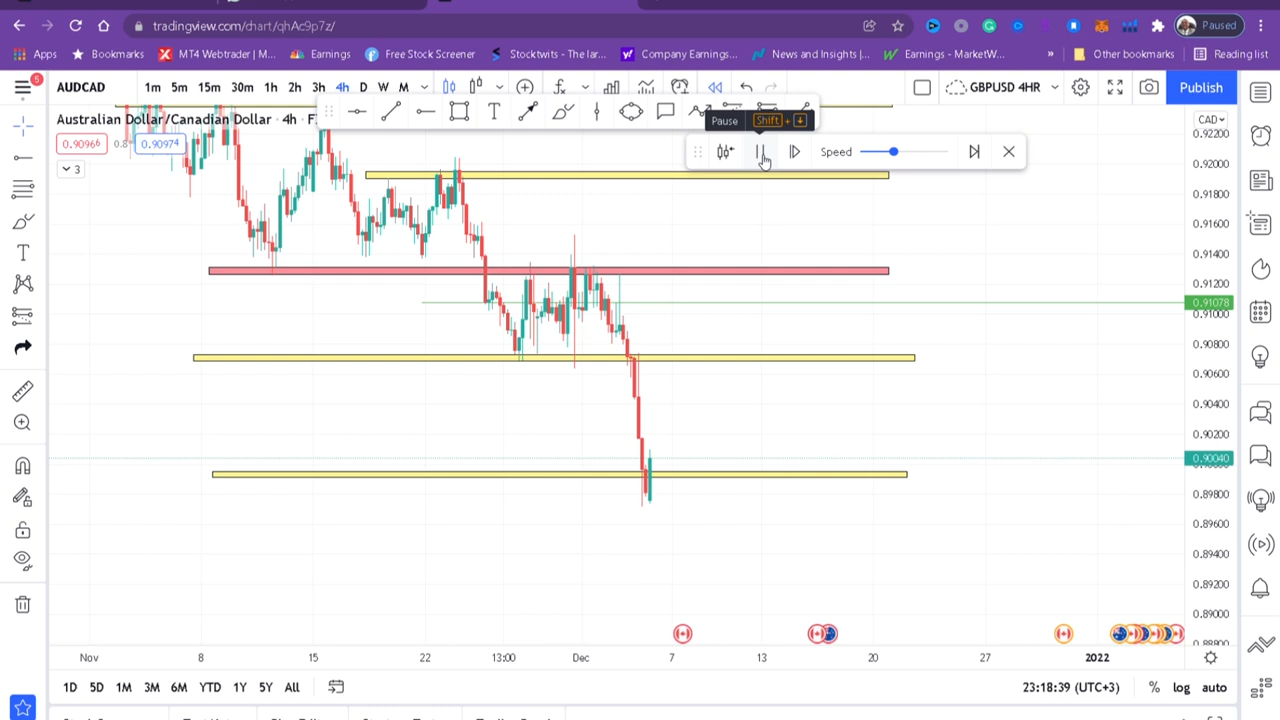 tradingview.com/chart/qhAc9p7z/
Paused
Apps Bookmarks MT4 Webtrader | M... Earnings Free Stock Screener Stocktwits - The lar... Company Earnings... News and Insights |... Earnings - MarketW... » Other bookmarks Reading list
5
AUDCAD 1m 5m 15m 30m 1h 2h 3h 4h D W M GBPUSD 4HR Publish
Australian Dollar/Canadian Dollar · 4h · F
Pause Shift + ↓
CAD
0.90966 0.8 0.90974
3
Speed
0.92200
0.92000
0.91800
0.91600
0.91400
0.91200
0.91078
0.91000
0.90800
0.90600
0.90400
0.90200
0.90040
0.89800
0.89600
0.89400
0.89200
0.89000
Nov 8 15 22 13:00 Dec 7 13 20 27 2022
1D 5D 1M 3M 6M YTD 1Y 5Y All 23:18:39 (UTC+3) % log auto